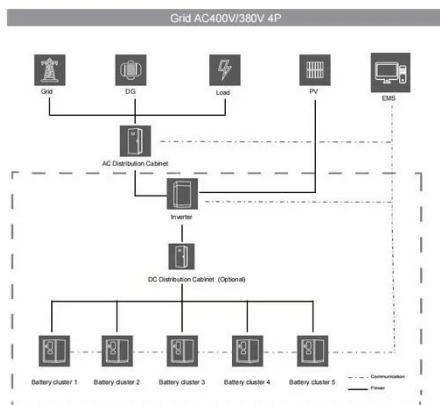 Grid AC400V/380V 4P
Grid
DG
Load
PV
EMS
AC Distribution Cabinet
Inverter
DC Distribution Cabinet (Optional)
Battery cluster 1
Battery cluster 2
Battery cluster 3
Battery cluster 4
Battery cluster 5
Communication
Power